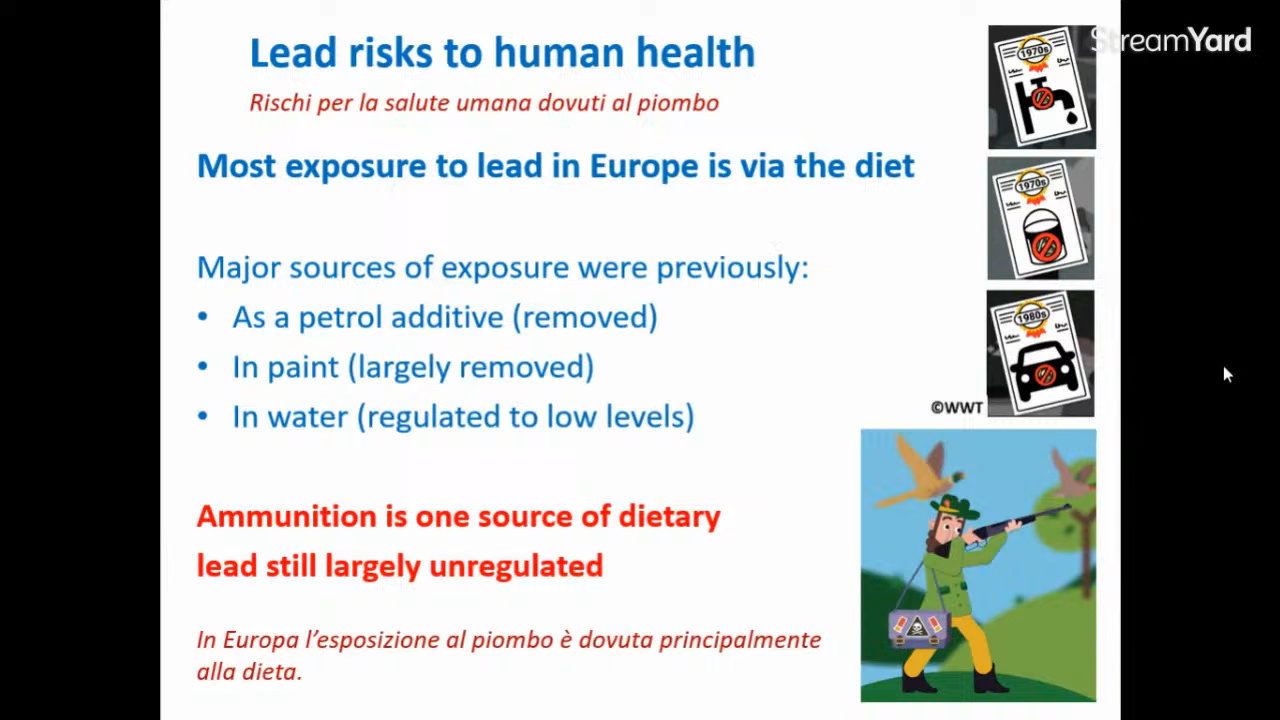 StreamYard
Lead risks to human health
Rischi per la salute umana dovuti al piombo
Most exposure to lead in Europe is via the diet
Major sources of exposure were previously:
• As a petrol additive (removed)
• In paint (largely removed)
• In water (regulated to low levels)
1970s
1970s
1980s
©WWT
Ammunition is one source of dietary
lead still largely unregulated
In Europa l’esposizione al piombo è dovuta principalmente
alla dieta.